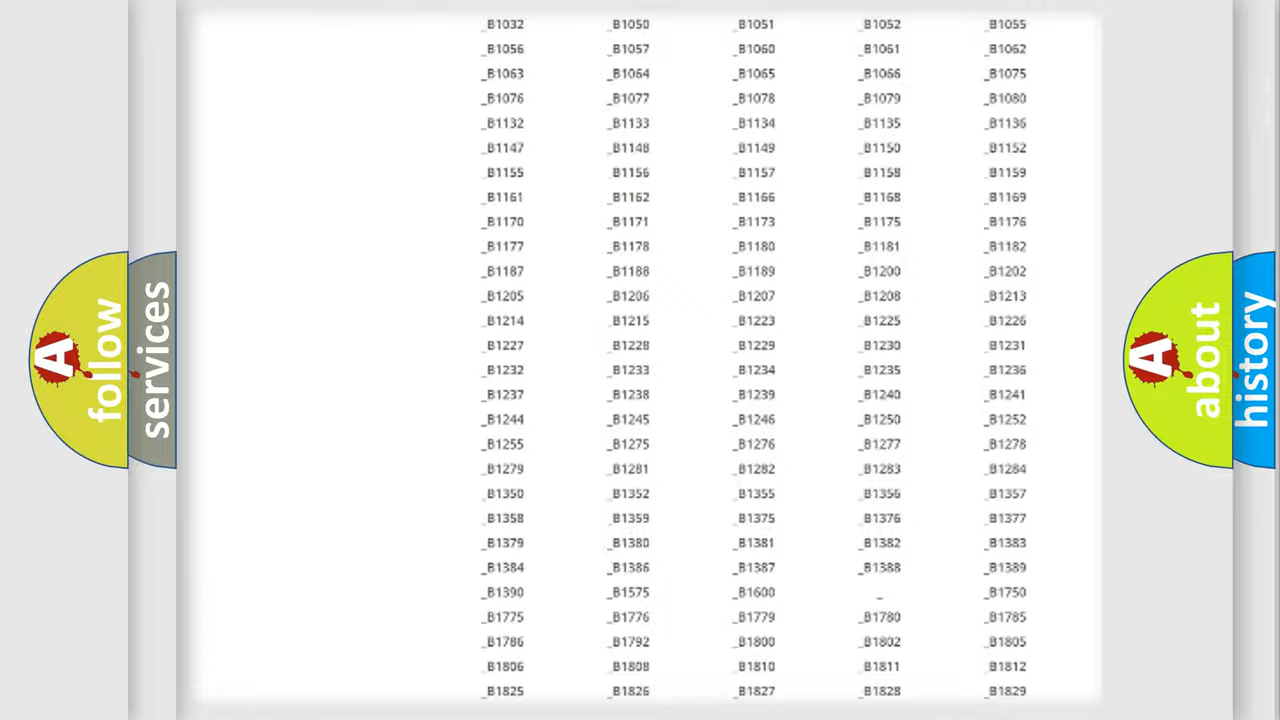 _B1032 _B1050 _B1051 _B1052 _B1055
_B1056 _B1057 _B1060 _B1061 _B1062
_B1063 _B1064 _B1065 _B1066 _B1075
_B1076 _B1077 _B1078 _B1079 _B1080
_B1132 _B1133 _B1134 _B1135 _B1136
_B1147 _B1148 _B1149 _B1150 _B1152
_B1155 _B1156 _B1157 _B1158 _B1159
_B1161 _B1162 _B1166 _B1168 _B1169
_B1170 _B1171 _B1173 _B1175 _B1176
_B1177 _B1178 _B1180 _B1181 _B1182
_B1187 _B1188 _B1189 _B1200 _B1202
_B1205 _B1206 _B1207 _B1208 _B1213
_B1214 _B1215 _B1223 _B1225 _B1226
_B1227 _B1228 _B1229 _B1230 _B1231
_B1232 _B1233 _B1234 _B1235 _B1236
_B1237 _B1238 _B1239 _B1240 _B1241
_B1244 _B1245 _B1246 _B1250 _B1252
_B1255 _B1275 _B1276 _B1277 _B1278
_B1279 _B1281 _B1282 _B1283 _B1284
_B1350 _B1352 _B1355 _B1356 _B1357
_B1358 _B1359 _B1375 _B1376 _B1377
_B1379 _B1380 _B1381 _B1382 _B1383
_B1384 _B1386 _B1387 _B1388 _B1389
_B1390 _B1575 _B1600 _ _B1750
_B1775 _B1776 _B1779 _B1780 _B1785
_B1786 _B1792 _B1800 _B1802 _B1805
_B1806 _B1808 _B1810 _B1811 _B1812
_B1825 _B1826 _B1827 _B1828 _B1829
A
follow
services
A
about
history